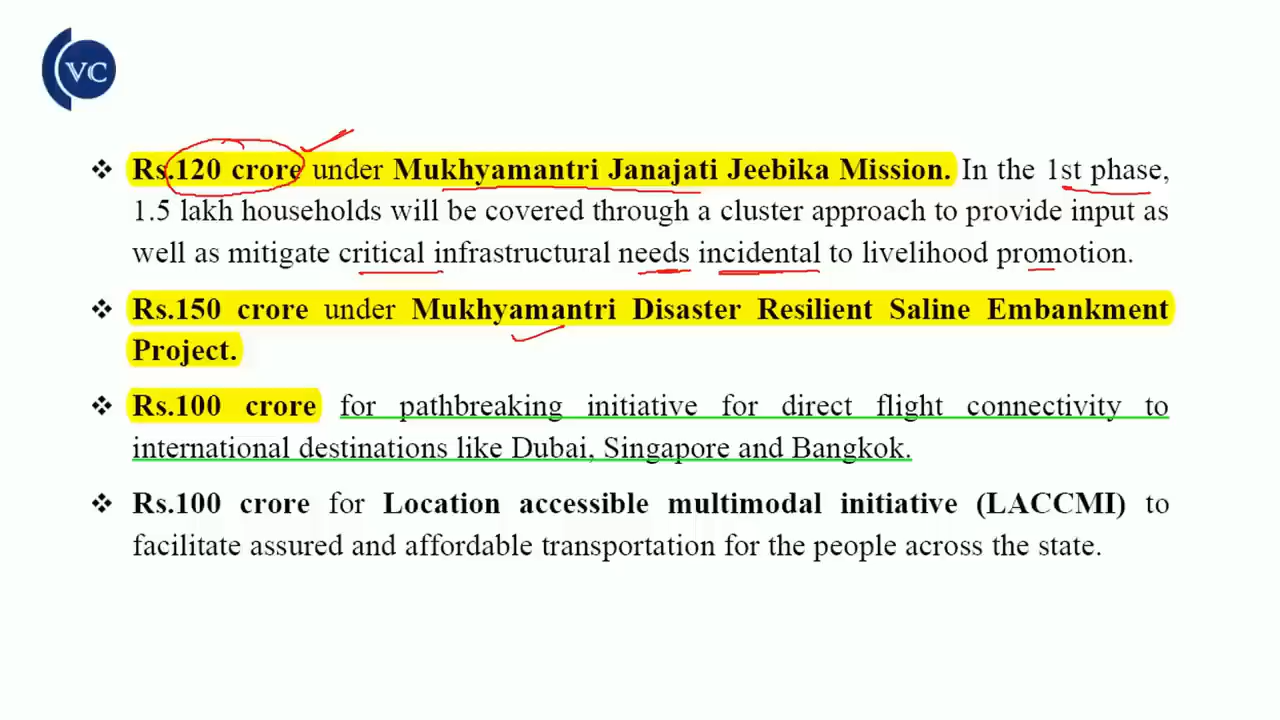 VC
❖ Rs.120 crore under Mukhyamantri Janajati Jeebika Mission. In the 1st phase,
1.5 lakh households will be covered through a cluster approach to provide input as
well as mitigate critical infrastructural needs incidental to livelihood promotion.
❖ Rs.150 crore under Mukhyamantri Disaster Resilient Saline Embankment
Project.
❖ Rs.100 crore for pathbreaking initiative for direct flight connectivity to
international destinations like Dubai, Singapore and Bangkok.
❖ Rs.100 crore for Location accessible multimodal initiative (LACCMI) to
facilitate assured and affordable transportation for the people across the state.